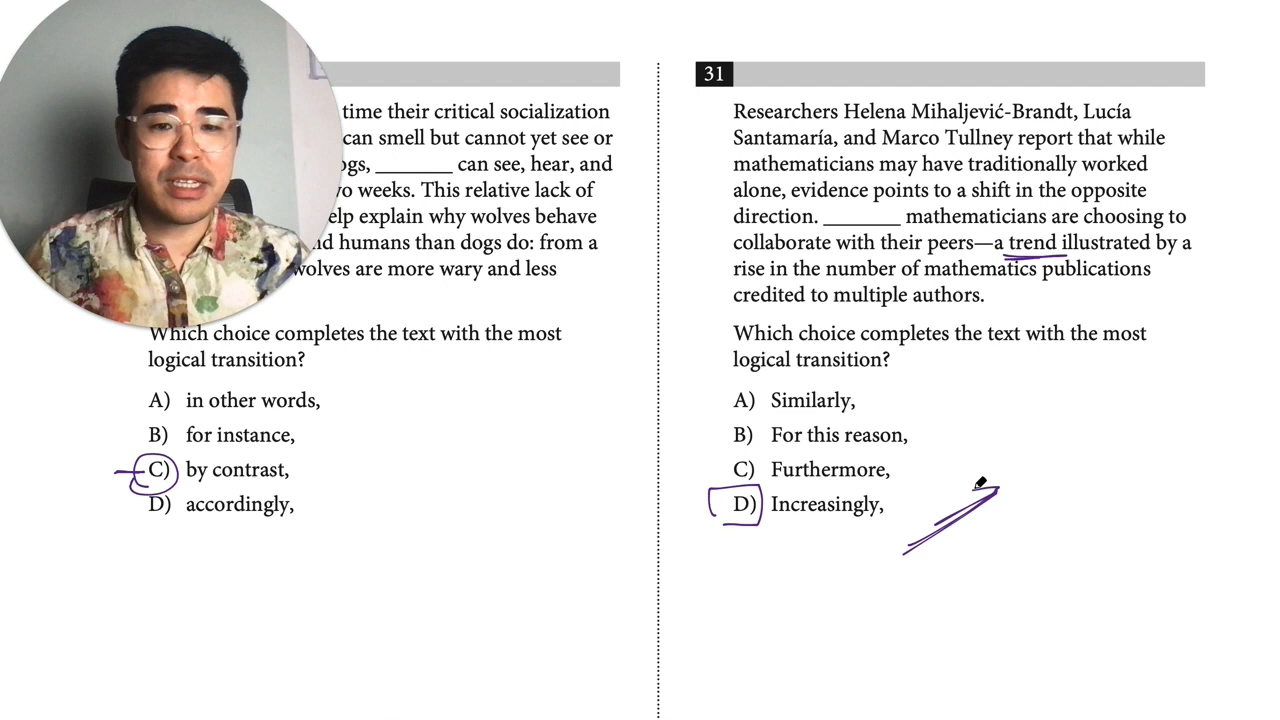 time their critical socialization
can smell but cannot yet see or
ogs, ________ can see, hear, and
wo weeks. This relative lack of
elp explain why wolves behave
nd humans than dogs do: from a
wolves are more wary and less
Which choice completes the text with the most
logical transition?
A) in other words,
B) for instance,
C) by contrast,
D) accordingly,
31
Researchers Helena Mihaljević-Brandt, Lucía
Santamaría, and Marco Tullney report that while
mathematicians may have traditionally worked
alone, evidence points to a shift in the opposite
direction. ________ mathematicians are choosing to
collaborate with their peers—a trend illustrated by a
rise in the number of mathematics publications
credited to multiple authors.
Which choice completes the text with the most
logical transition?
A) Similarly,
B) For this reason,
C) Furthermore,
D) Increasingly,